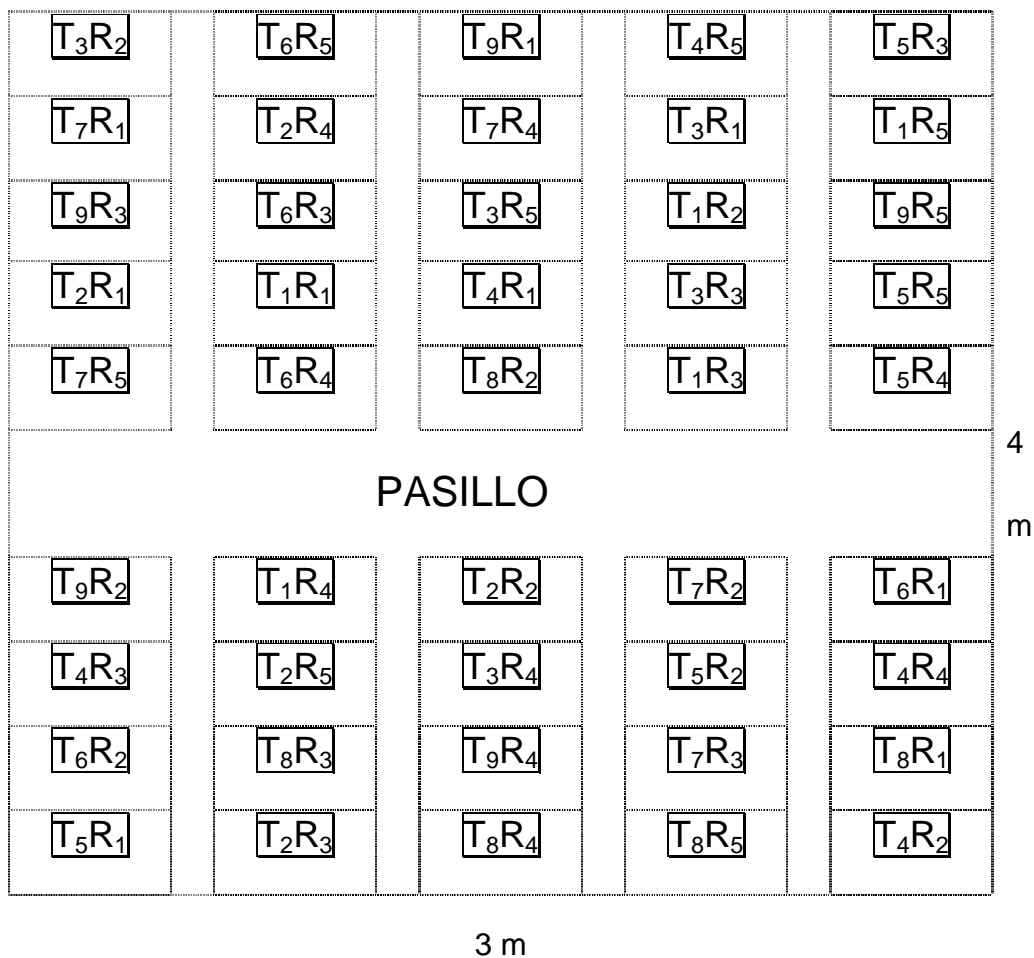 T₃R₂ T₆R₅ T₉R₁ T₄R₅ T₅R₃
T₇R₁ T₂R₄ T₇R₄ T₃R₁ T₁R₅
T₉R₃ T₆R₃ T₃R₅ T₁R₂ T₉R₅
T₂R₁ T₁R₁ T₄R₁ T₃R₃ T₅R₅
T₇R₅ T₆R₄ T₈R₂ T₁R₃ T₅R₄
4
PASILLO
m
T₉R₂ T₁R₄ T₂R₂ T₇R₂ T₆R₁
T₄R₃ T₂R₅ T₃R₄ T₅R₂ T₄R₄
T₆R₂ T₈R₃ T₉R₄ T₇R₃ T₈R₁
T₅R₁ T₂R₃ T₈R₄ T₈R₅ T₄R₂
3 m